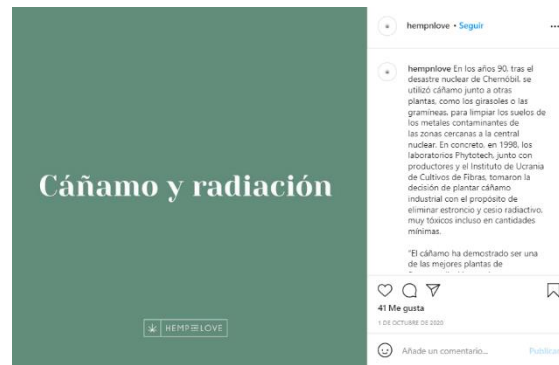 Cáñamo y radiación
HEMP LOVE
hempnlove • Seguir
hempnlove En los años 90, tras el
desastre nuclear de Chernóbil, se
utilizó cáñamo junto a otras
plantas, como los girasoles o las
gramíneas, para limpiar los suelos de
los metales contaminantes de
las zonas cercanas a la central
nuclear. En concreto, en 1998, los
laboratorios Phytotech, junto con
productores y el Instituto de Ucrania
de Cultivos de Fibras, tomaron la
decisión de plantar cáñamo
industrial con el propósito de
eliminar estroncio y cesio radiactivo,
muy tóxicos incluso en cantidades
mínimas.
"El cáñamo ha demostrado ser una
de las mejores plantas de
41 Me gusta
1 DE OCTUBRE DE 2020
Añade un comentario...
Publicar